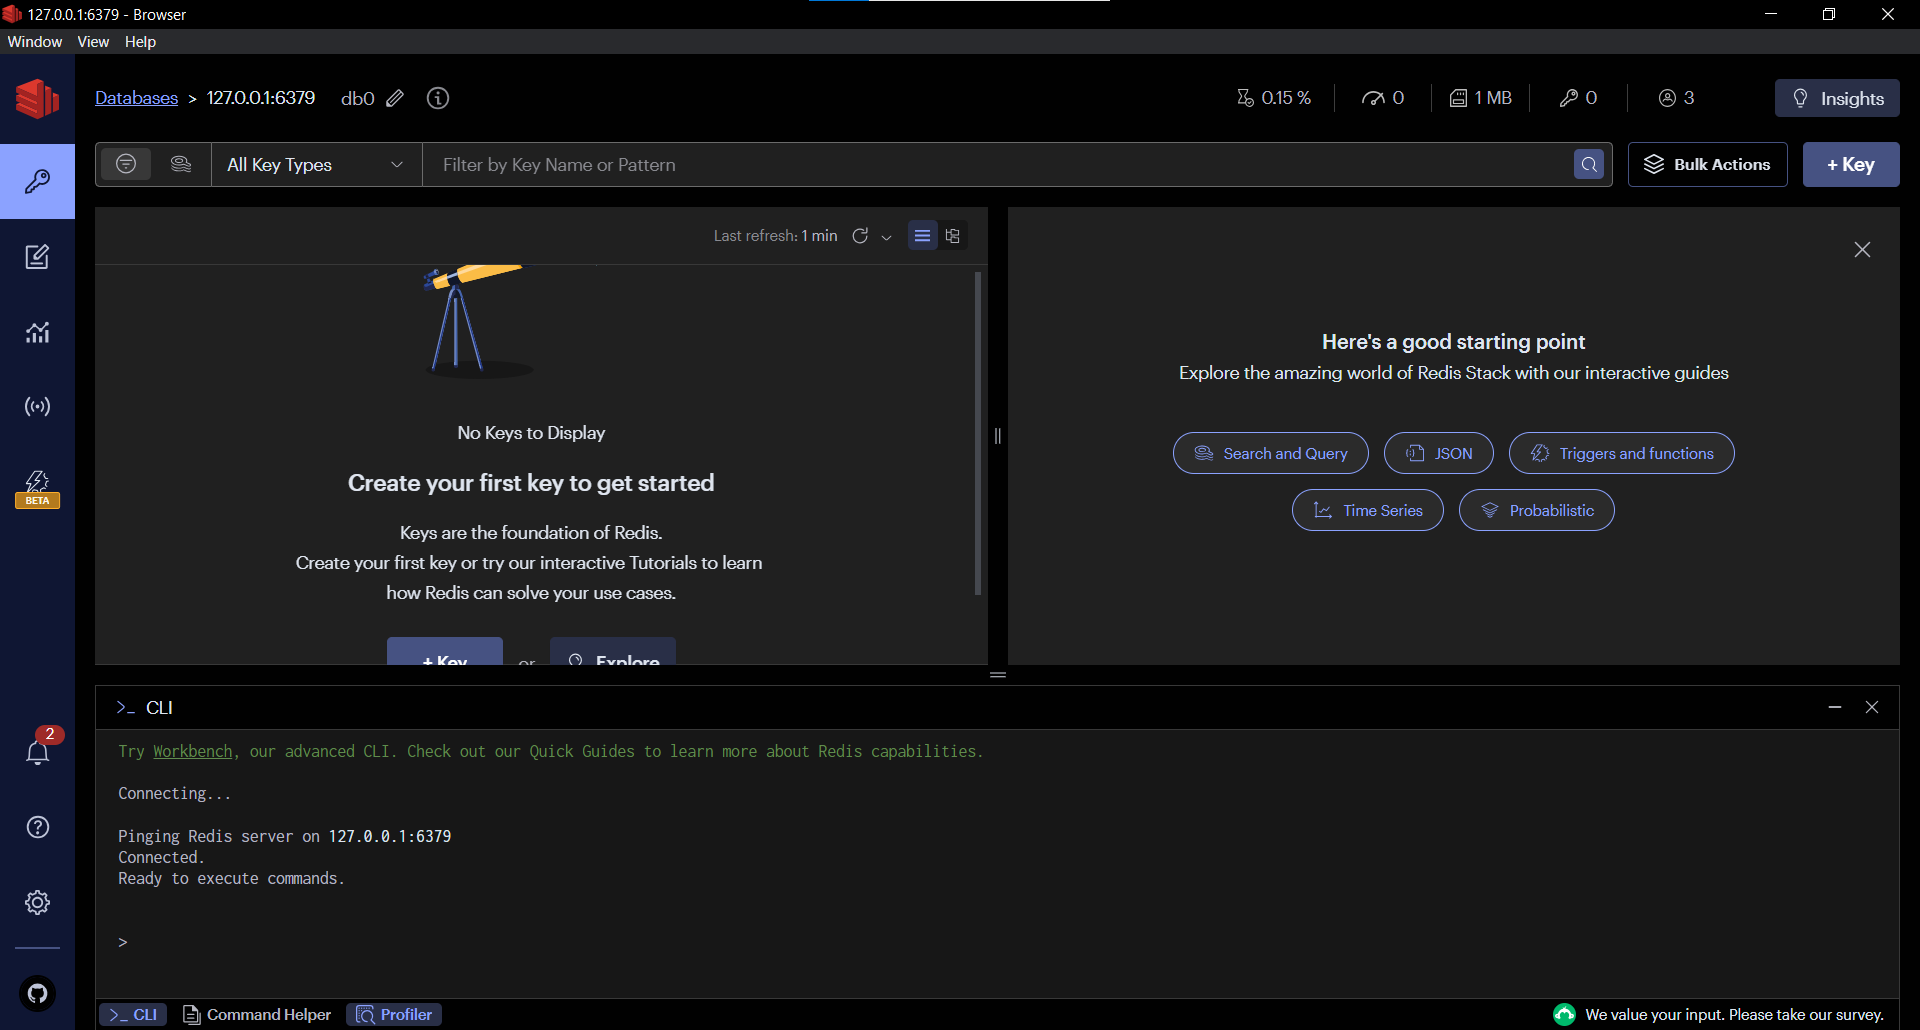 127.0.0.1:6379 - Browser
Window View Help
Databases > 127.0.0.1:6379 db0
0.15 % 0 1 MB 0 3 Insights
All Key Types Filter by Key Name or Pattern Bulk Actions + Key
Last refresh: 1 min
No Keys to Display
Create your first key to get started
Keys are the foundation of Redis.
Create your first key or try our interactive Tutorials to learn
how Redis can solve your use cases.
+ Key or Explore
Here's a good starting point
Explore the amazing world of Redis Stack with our interactive guides
Search and Query JSON Triggers and functions
Time Series Probabilistic
BETA
2
>_ CLI
Try Workbench, our advanced CLI. Check out our Quick Guides to learn more about Redis capabilities.
Connecting...
Pinging Redis server on 127.0.0.1:6379
Connected.
Ready to execute commands.
>
>_ CLI Command Helper Profiler We value your input. Please take our survey.